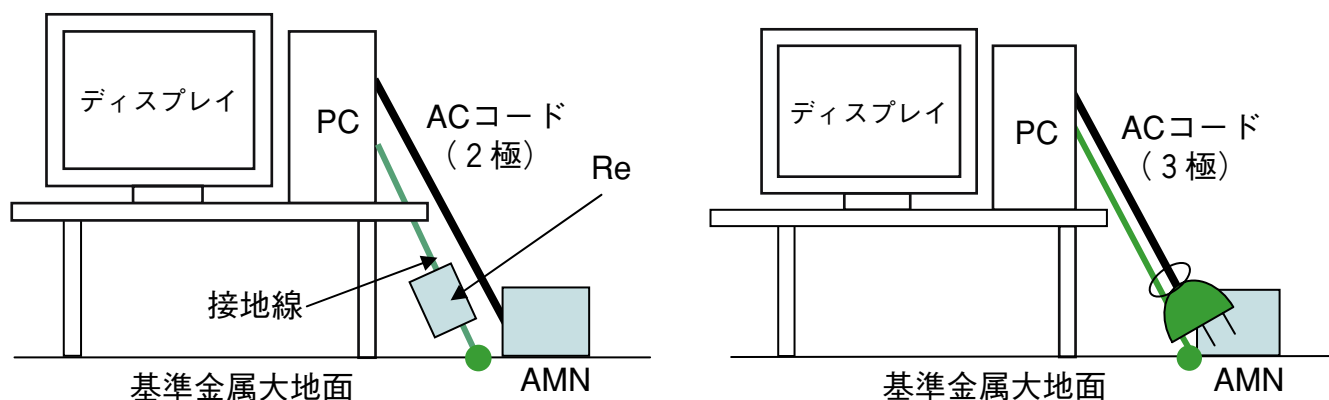 ディスプレイ
PC
ACコード
(2極)
Re
接地線
AMN
基準金属大地面
ディスプレイ
PC
ACコード
(3極)
AMN
基準金属大地面